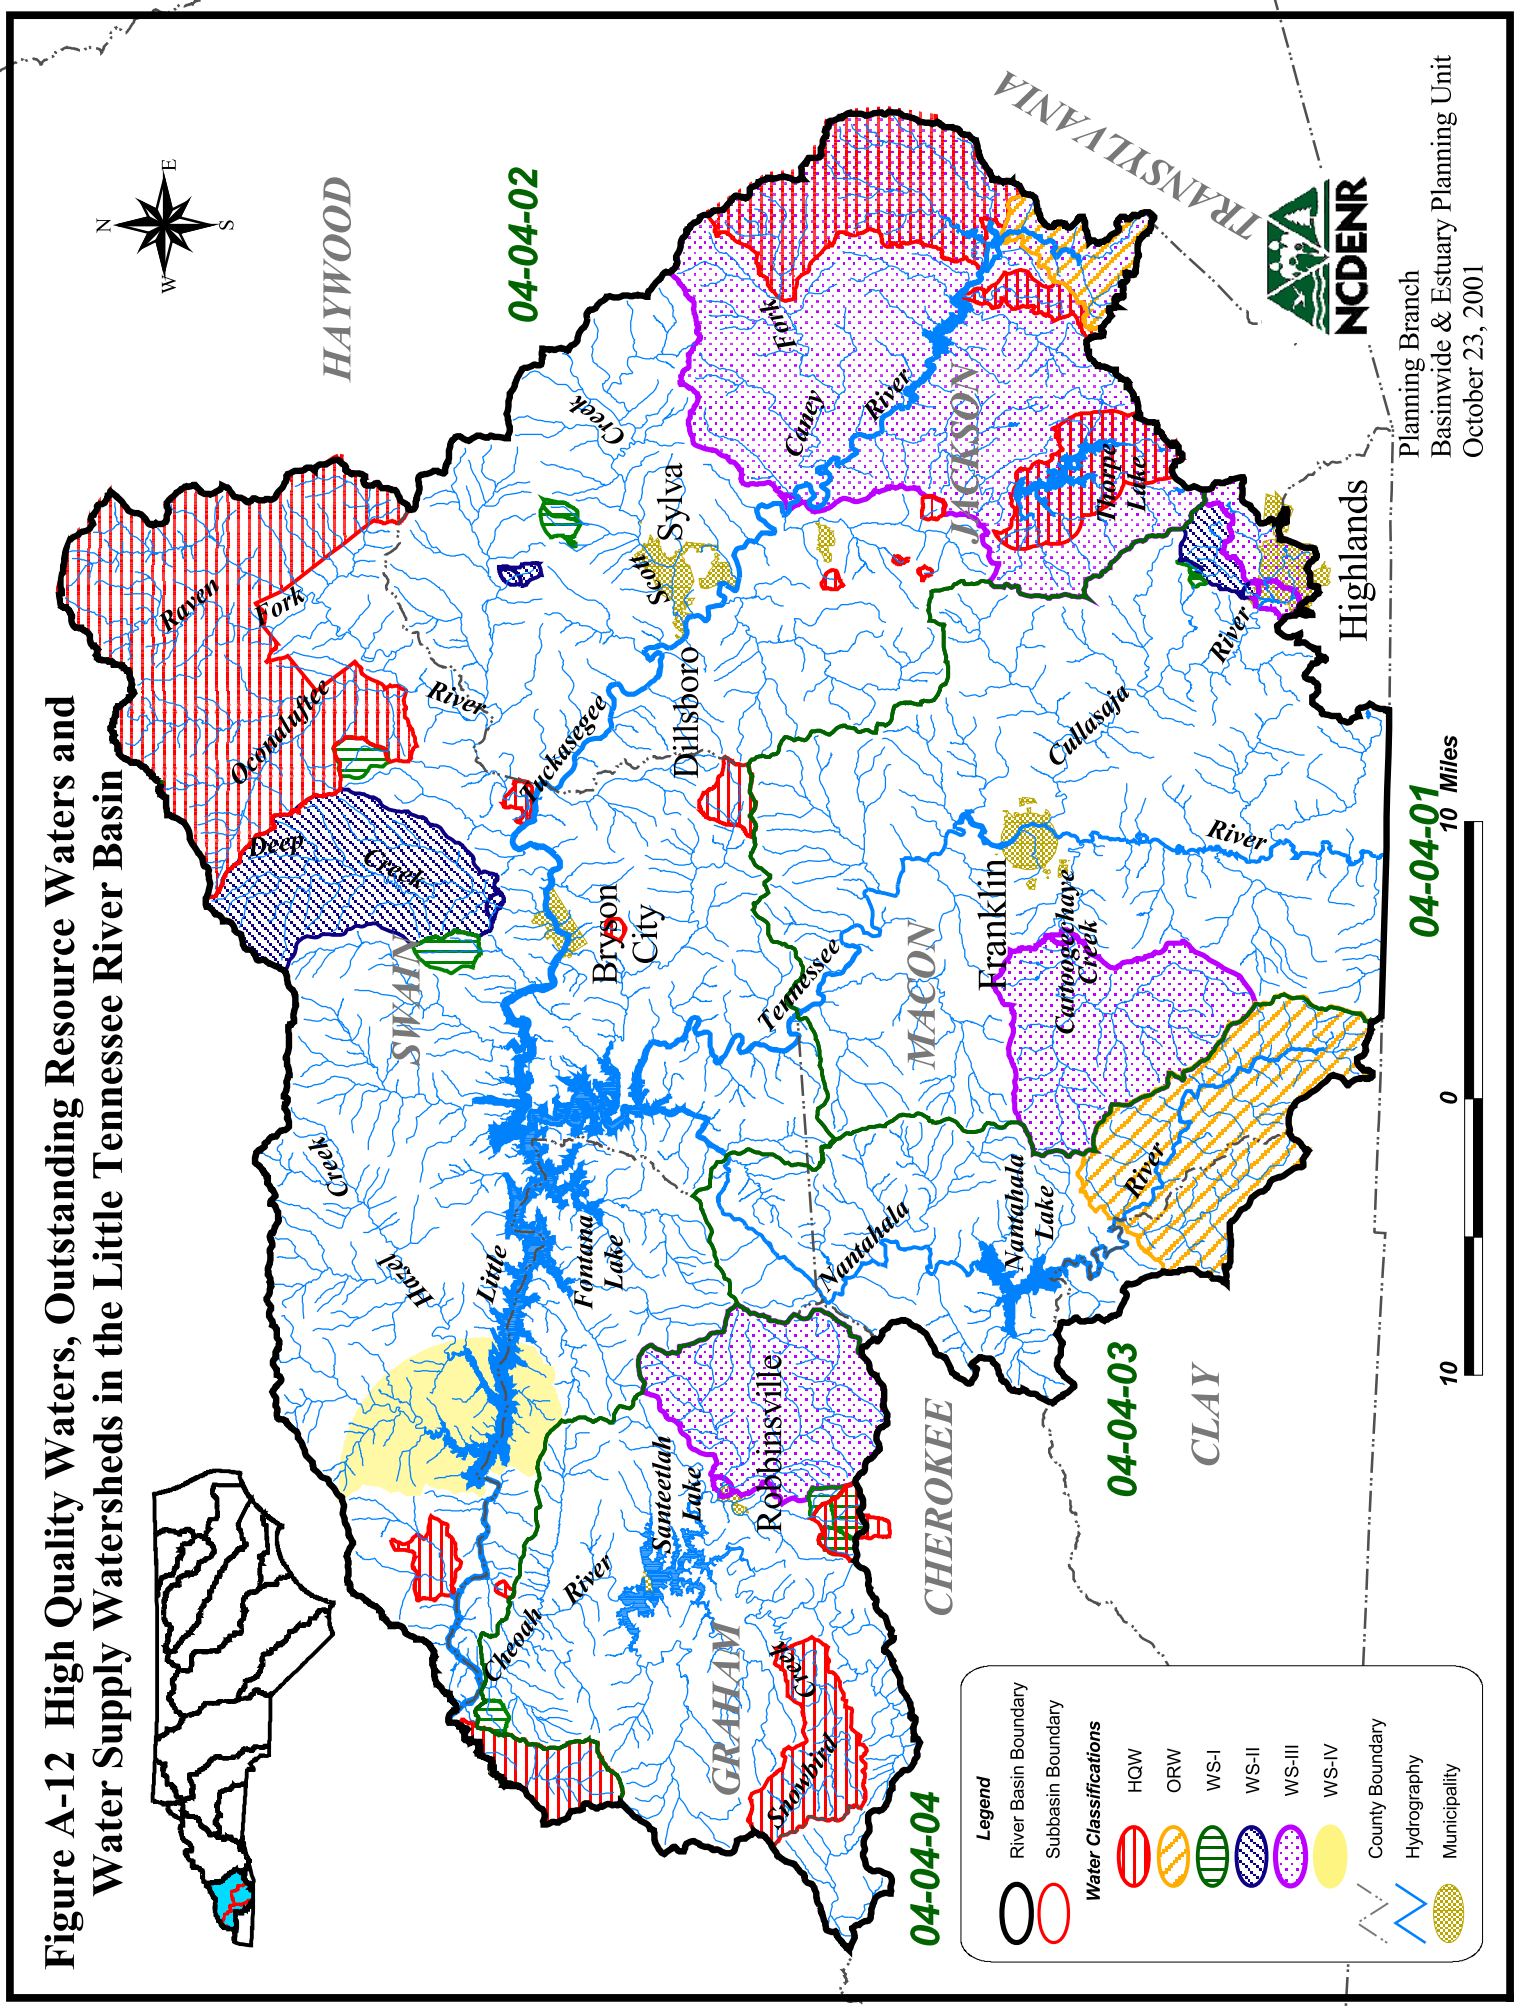 Figure A-12 High Quality Waters, Outstanding Resource Waters and
Water Supply Watersheds in the Little Tennessee River Basin
N
W
E
S
HAYWOOD
04-04-02
TRANSYLVANIA
Raven
Fork
Oconaluftee
River
Deep
Creek
SWAIN
Hazel
Creek
Little
Fontana
Lake
Bryson
City
Tuckasegee
Dillsboro
Scott
Creek
Sylva
Caney
Fork
River
JACKSON
Thorpe
Lake
Tennessee
MACON
Franklin
Cartoogechaye
Creek
Cullasaja
River
Highlands
River
Nantahala
Nantahala
Lake
River
Robbinsville
Santeetlah
Lake
Cheoah
River
GRAHAM
Snowbird
Creek
CHEROKEE
CLAY
04-04-03
04-04-04
04-04-01
10
0
10 Miles
Legend
River Basin Boundary
Subbasin Boundary
Water Classifications
HQW
ORW
WS-I
WS-II
WS-III
WS-IV
County Boundary
Hydrography
Municipality
NCDENR
Planning Branch
Basinwide & Estuary Planning Unit
October 23, 2001